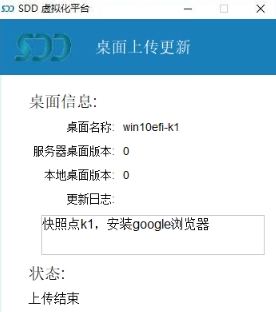 SDD 虚拟化平台
SDD 桌面上传更新
桌面信息:
桌面名称: win10efi-k1
服务器桌面版本: 0
本地桌面版本: 0
更新日志:
快照点k1，安装google浏览器
状态:
上传结束